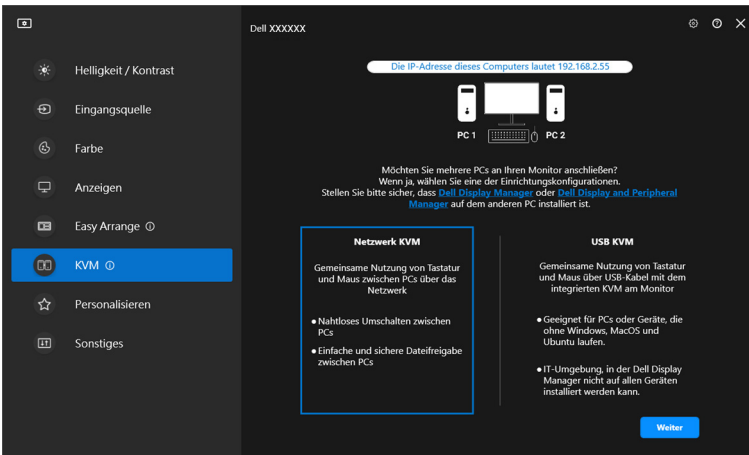 Dell XXXXXX
Helligkeit / Kontrast
Eingangsquelle
Farbe
Anzeigen
Easy Arrange
KVM
Personalisieren
Sonstiges
Die IP-Adresse dieses Computers lautet 192.168.2.55
PC 1
PC 2
Möchten Sie mehrere PCs an Ihren Monitor anschließen?
Wenn ja, wählen Sie eine der Einrichtungskonfigurationen.
Stellen Sie bitte sicher, dass Dell Display Manager oder Dell Display and Peripheral
Manager auf dem anderen PC installiert ist.
Netzwerk KVM
Gemeinsame Nutzung von Tastatur
und Maus zwischen PCs über das
Netzwerk
● Nahtloses Umschalten zwischen
PCs
● Einfache und sichere Dateifreigabe
zwischen PCs
USB KVM
Gemeinsame Nutzung von Tastatur
und Maus über USB-Kabel mit dem
integrierten KVM am Monitor
● Geeignet für PCs oder Geräte, die
ohne Windows, MacOS und
Ubuntu laufen.
● IT-Umgebung, in der Dell Display
Manager nicht auf allen Geräten
installiert werden kann.
Weiter